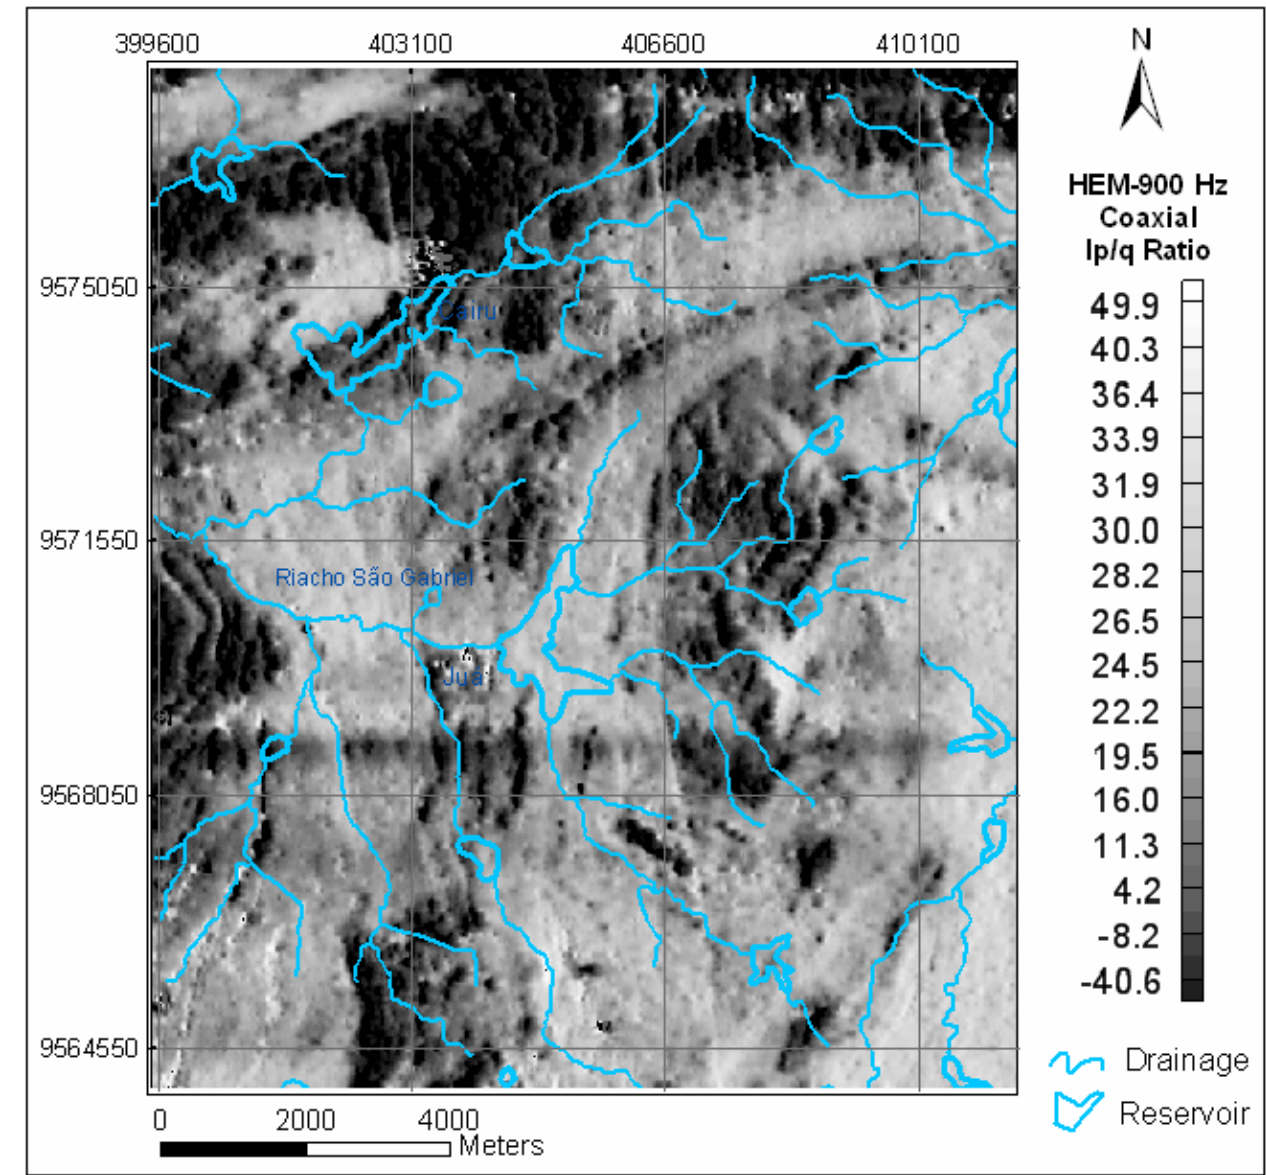 399600 403100 406600 410100
N
HEM-900 Hz
Coaxial
Ip/q Ratio
9575050
Cairu
49.9
40.3
36.4
33.9
31.9
30.0
28.2
26.5
24.5
22.2
19.5
16.0
11.3
4.2
-8.2
-40.6
9571550
Riacho São Gabriel
Juá
9568050
9564550
Drainage
Reservoir
0 2000 4000
Meters